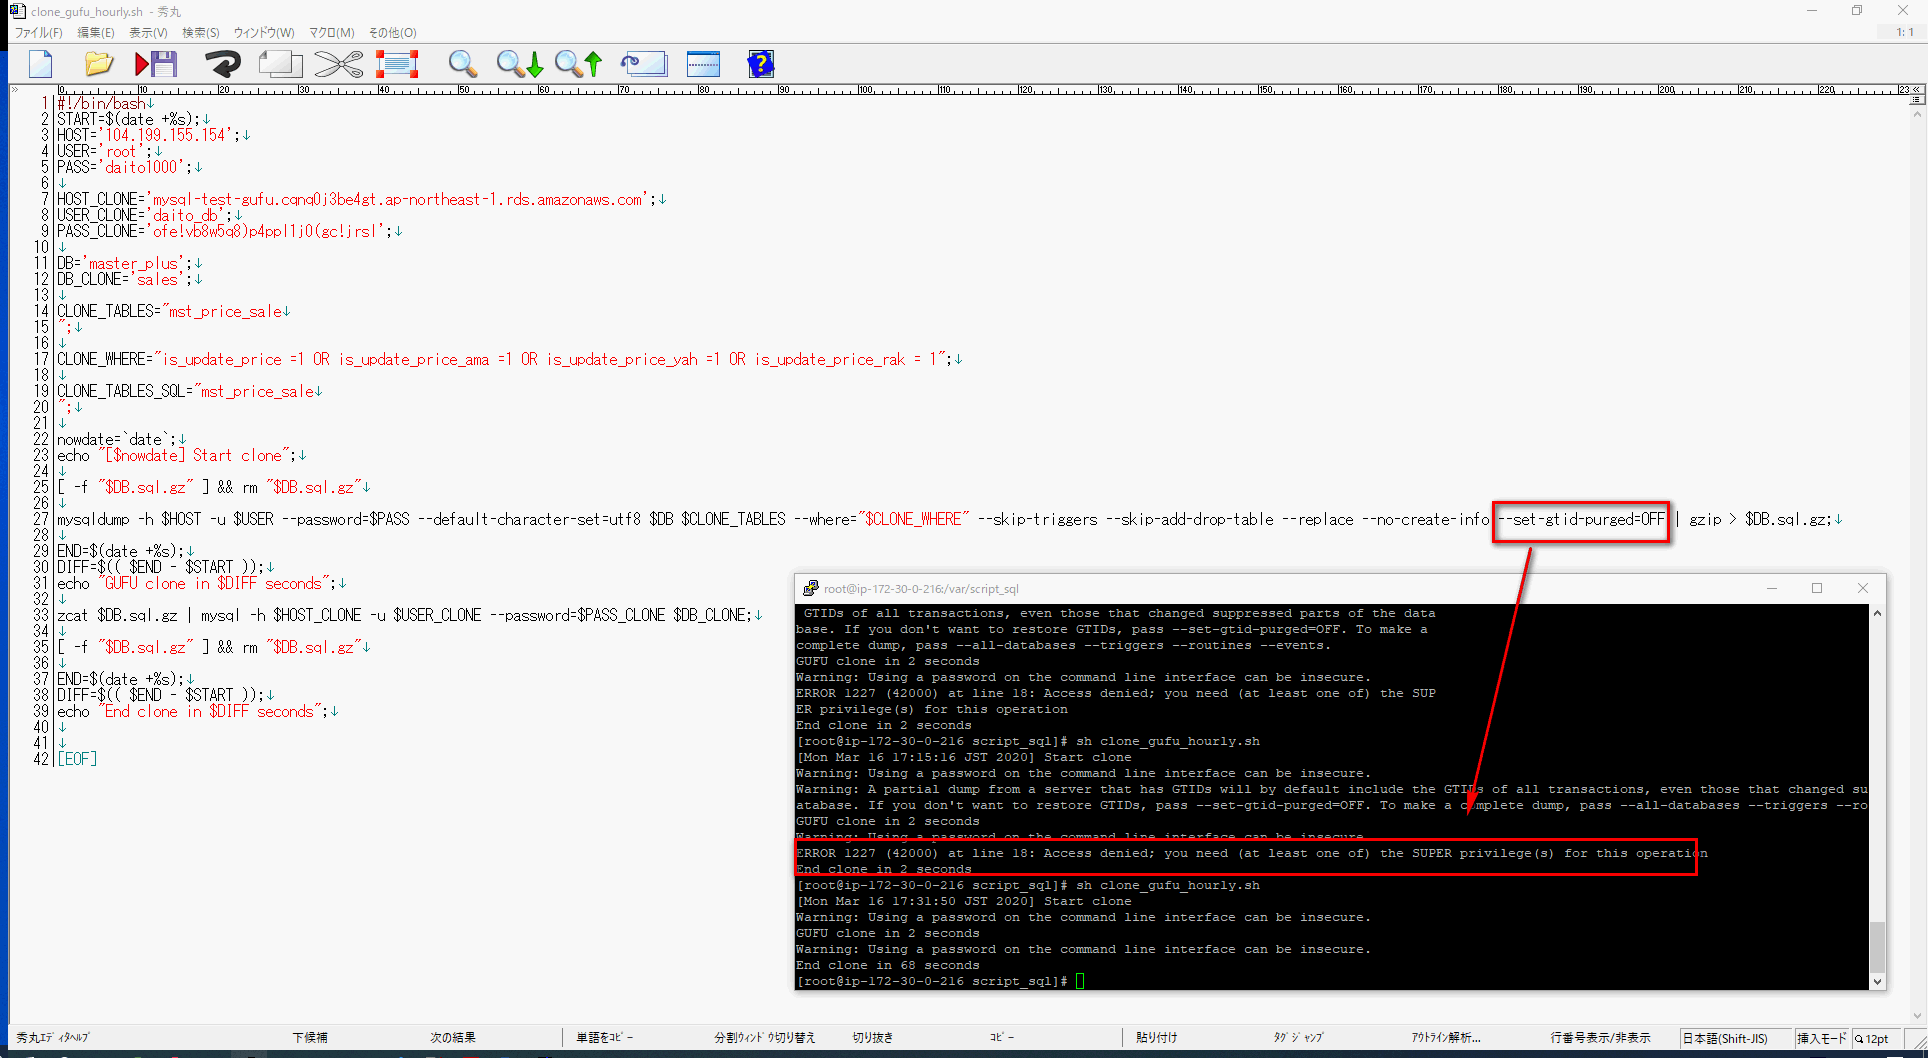 clone_gufu_hourly.sh - 秀丸
ファイル(F) 編集(E) 表示(V) 検索(S) ウィンドウ(W) マクロ(M) その他(O)
1: 1
0 10 20 30 40 50 60 70 80 90 100 110 120 130 140 150 160 170 180 190 200 210 220 23
1 #!/bin/bash↓
2 START=$(date +%s);↓
3 HOST='104.199.155.154';↓
4 USER='root';↓
5 PASS='daito1000';↓
6 ↓
7 HOST_CLONE='mysql-test-gufu.cqnq0j3be4gt.ap-northeast-1.rds.amazonaws.com';↓
8 USER_CLONE='daito_db';↓
9 PASS_CLONE='ofe!vb8w5q8)p4ppl1j0(gc!jrsl';↓
10 ↓
11 DB='master_plus';↓
12 DB_CLONE='sales';↓
13 ↓
14 CLONE_TABLES="mst_price_sale↓
15 ";↓
16 ↓
17 CLONE_WHERE="is_update_price =1 OR is_update_price_ama =1 OR is_update_price_yah =1 OR is_update_price_rak = 1";↓
18 ↓
19 CLONE_TABLES_SQL="mst_price_sale↓
20 ";↓
21 ↓
22 nowdate=`date`;↓
23 echo "[$nowdate] Start clone";↓
24 ↓
25 [ -f "$DB.sql.gz" ] && rm "$DB.sql.gz"↓
26 ↓
27 mysqldump -h $HOST -u $USER --password=$PASS --default-character-set=utf8 $DB $CLONE_TABLES --where="$CLONE_WHERE" --skip-triggers --skip-add-drop-table --replace --no-create-info --set-gtid-purged=OFF | gzip > $DB.sql.gz;↓
28 ↓
29 END=$(date +%s);↓
30 DIFF=$(( $END - $START ));↓
31 echo "GUFU clone in $DIFF seconds";↓
32 ↓
33 zcat $DB.sql.gz | mysql -h $HOST_CLONE -u $USER_CLONE --password=$PASS_CLONE $DB_CLONE;↓
34 ↓
35 [ -f "$DB.sql.gz" ] && rm "$DB.sql.gz"↓
36 ↓
37 END=$(date +%s);↓
38 DIFF=$(( $END - $START ));↓
39 echo "End clone in $DIFF seconds";↓
40 ↓
41 ↓
42 [EOF]
root@ip-172-30-0-216:/var/script_sql
GTIDs of all transactions, even those that changed suppressed parts of the data
base. If you don't want to restore GTIDs, pass --set-gtid-purged=OFF. To make a
complete dump, pass --all-databases --triggers --routines --events.
GUFU clone in 2 seconds
Warning: Using a password on the command line interface can be insecure.
ERROR 1227 (42000) at line 18: Access denied; you need (at least one of) the SUP
ER privilege(s) for this operation
End clone in 2 seconds
[root@ip-172-30-0-216 script_sql]# sh clone_gufu_hourly.sh
[Mon Mar 16 17:15:16 JST 2020] Start clone
Warning: Using a password on the command line interface can be insecure.
Warning: A partial dump from a server that has GTIDs will by default include the GTIDs of all transactions, even those that changed su
atabase. If you don't want to restore GTIDs, pass --set-gtid-purged=OFF. To make a complete dump, pass --all-databases --triggers --ro
GUFU clone in 2 seconds
Warning: Using a password on the command line interface can be insecure.
ERROR 1227 (42000) at line 18: Access denied; you need (at least one of) the SUPER privilege(s) for this operation
End clone in 2 seconds
[root@ip-172-30-0-216 script_sql]# sh clone_gufu_hourly.sh
[Mon Mar 16 17:31:50 JST 2020] Start clone
Warning: Using a password on the command line interface can be insecure.
GUFU clone in 2 seconds
Warning: Using a password on the command line interface can be insecure.
End clone in 68 seconds
[root@ip-172-30-0-216 script_sql]#
秀丸ｴﾃﾞｨﾀﾍﾙﾌﾟ 下候補 次の結果 単語をｺﾋﾟｰ 分割ｳｨﾝﾄﾞｳ切り替え 切り抜き ｺﾋﾟｰ 貼り付け ﾀｸﾞｼﾞｬﾝﾌﾟ ｱｳﾄﾗｲﾝ解析... 行番号表示/非表示 日本語(Shift-JIS) 挿入モード 12pt